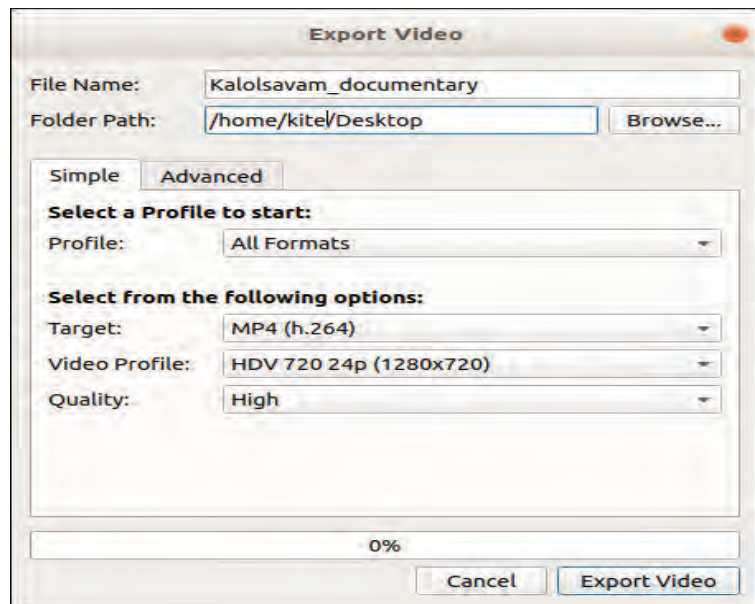 Export Video
File Name: Kalolsavam_documentary
Folder Path: /home/kite/Desktop Browse...
Simple Advanced
Select a Profile to start:
Profile: All Formats
Select from the following options:
Target: MP4 (h.264)
Video Profile: HDV 720 24p (1280x720)
Quality: High
0%
Cancel Export Video